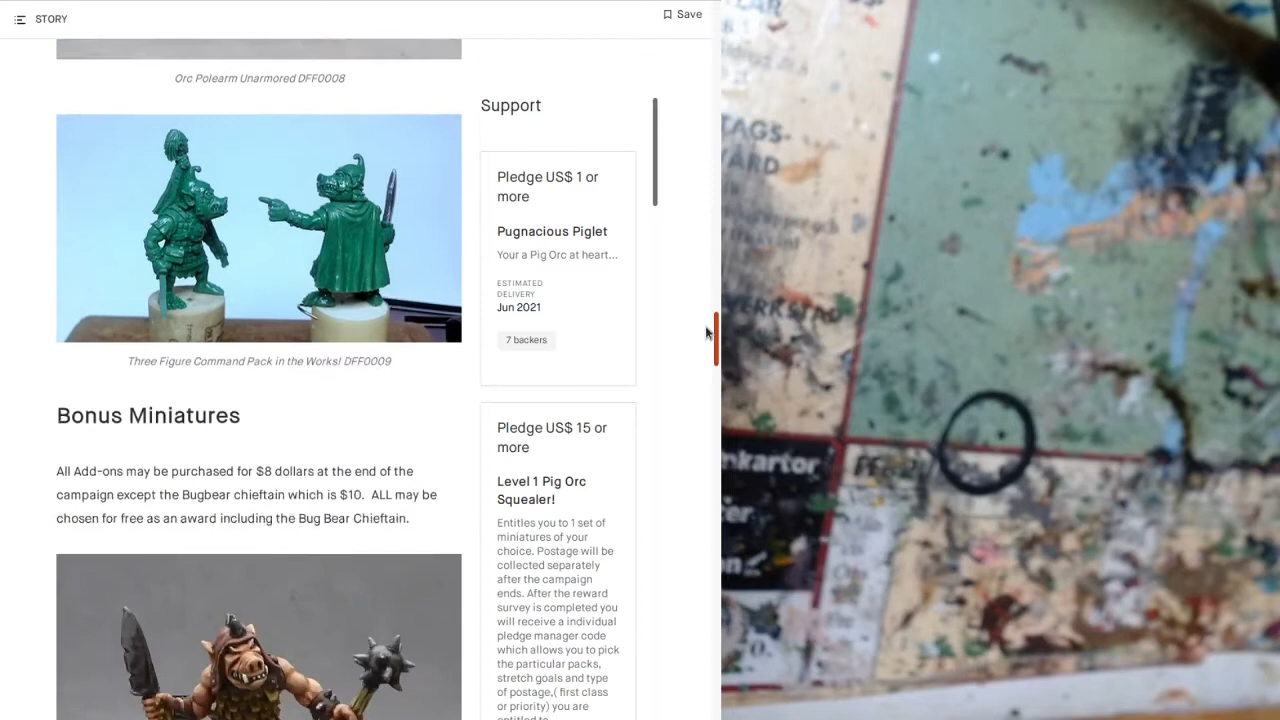 STORY
Save
Orc Polearm Unarmored DFF0008
Three Figure Command Pack in the Works! DFF0009
Bonus Miniatures
All Add-ons may be purchased for $8 dollars at the end of the
campaign except the Bugbear chieftain which is $10. ALL may be
chosen for free as an award including the Bug Bear Chieftain.
Support
Pledge US$ 1 or
more
Pugnacious Piglet
Your a Pig Orc at heart...
ESTIMATED
DELIVERY
Jun 2021
7 backers
Pledge US$ 15 or
more
Level 1 Pig Orc
Squealer!
Entitles you to 1 set of
miniatures of your
choice. Postage will be
collected separately
after the campaign
ends. After the reward
survey is completed you
will receive a individual
pledge manager code
which allows you to pick
the particular packs,
stretch goals and type
of postage,( first class
or priority) you are
entitled to
TAGS-